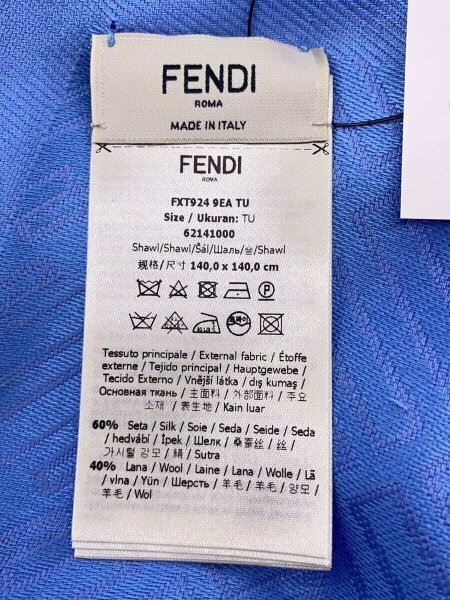 FENDI
ROMA
MADE IN ITALY
FENDI
ROMA
FXT924 9EA TU
Size / Ukuran: TU
62141000
Shawl/Shawl/Šál/Шаль/숄/Shawl
规格/尺寸 140,0 x 140,0 cm
Tessuto principale / External fabric / Étoffe
externe / Tejido principal / Hauptgewebe /
Tecido Externo / Vnější látka / dış kumaş /
Основная ткань / 主面料 / 外部面料 / 주요
소재 / 表生地 / Kain luar
60% Seta / Silk / Soie / Seda / Seide / Seda
/ hedvábí / İpek / Шелк / 桑蚕丝 / 丝 /
가시털 강모 / 絹 / Sutra
40% Lana / Wool / Laine / Lana / Wolle / Lã
/ vlna / Yün / Шерсть / 羊毛 / 羊毛 / 양모 /
羊毛 / Wol